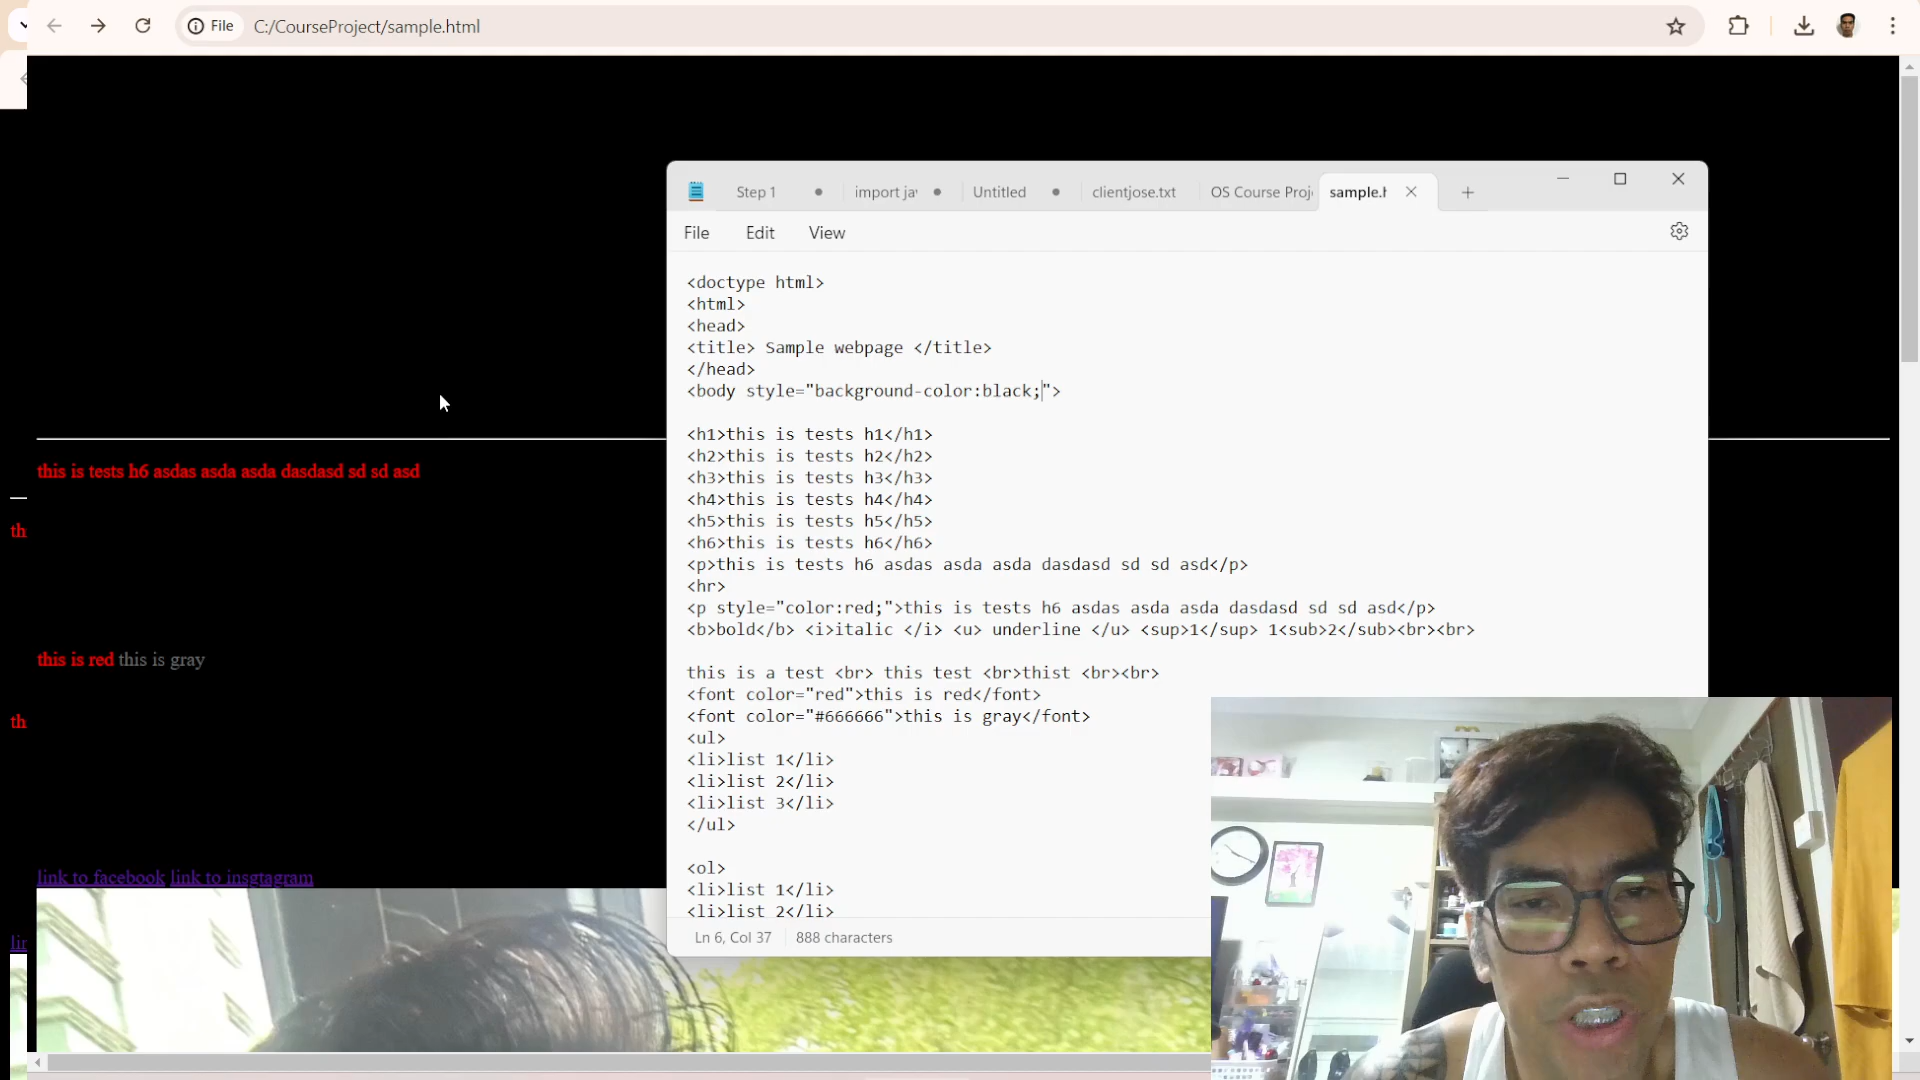 File C:/CourseProject/sample.html
Step 1 import jav Untitled clientjose.txt OS Course Proj sample.h
File Edit View
<doctype html>
<html>
<head>
<title> Sample webpage </title>
</head>
<body style="background-color:black;">
<h1>this is tests h1</h1>
<h2>this is tests h2</h2>
<h3>this is tests h3</h3>
<h4>this is tests h4</h4>
<h5>this is tests h5</h5>
<h6>this is tests h6</h6>
<p>this is tests h6 asdas asda asda dasdasd sd sd asd</p>
<hr>
<p style="color:red;">this is tests h6 asdas asda asda dasdasd sd sd asd</p>
<b>bold</b> <i>italic </i> <u> underline </u> <sup>1</sup> 1<sub>2</sub><br><br>
this is a test <br> this test <br>thist <br><br>
<font color="red">this is red</font>
<font color="#666666">this is gray</font>
<ul>
<li>list 1</li>
<li>list 2</li>
<li>list 3</li>
</ul>
<ol>
<li>list 1</li>
<li>list 2</li>
Ln 6, Col 37 888 characters
this is tests h6 asdas asda asda dasdasd sd sd asd
th
this is red this is gray
th
link to facebook link to insgtagram
lin